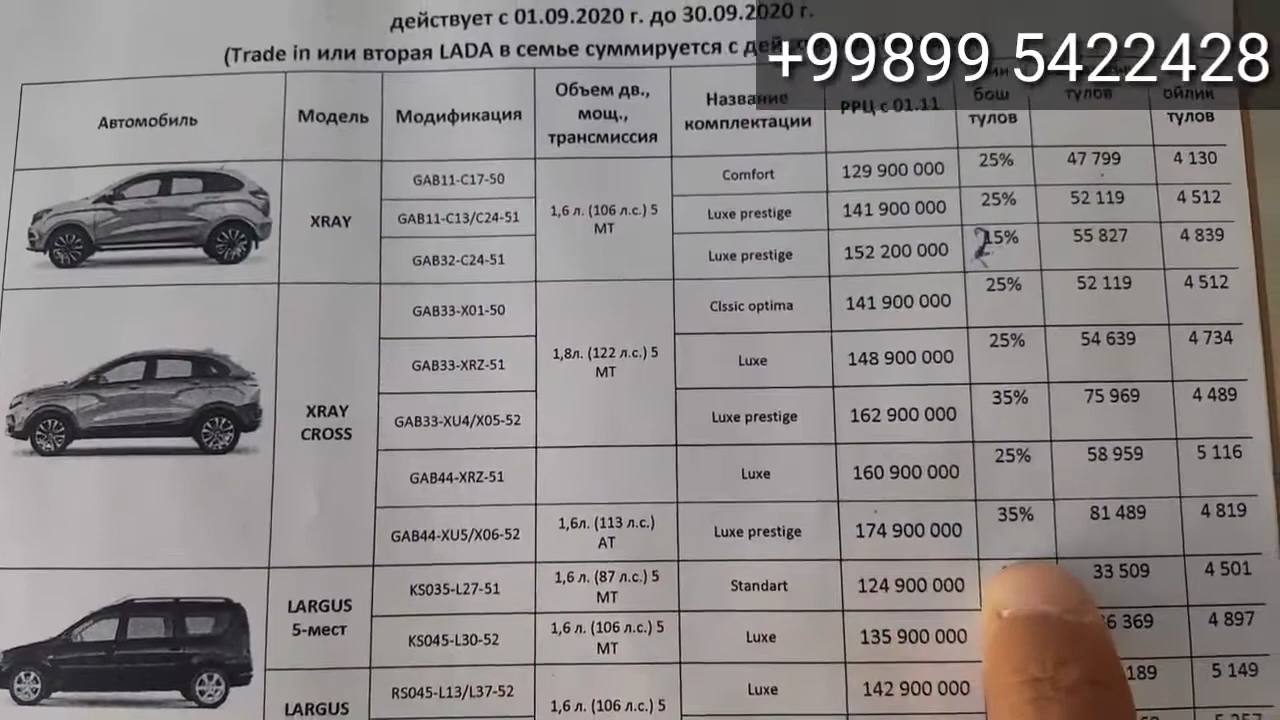 действует с 01.09.2020 г. до 30.09.2020 г.
(Trade in или вторая LADA в семье суммируется с
+99899 5422428
Автомобиль
Модель
Модификация
Объем дв.,
мощ.,
трансмиссия
Название
комплектации
РРЦ с 01.11
бош
тулов
тулов
ойлик
тулов
XRAY
GAB11-C17-50
1,6 л. (106 л.с.) 5
МТ
Comfort
129 900 000
25%
47 799
4 130
GAB11-C13/C24-51
Luxe prestige
141 900 000
25%
52 119
4 512
GAB32-C24-51
Luxe prestige
152 200 000
25%
55 827
4 839
XRAY
CROSS
GAB33-X01-50
1,8л. (122 л.с.) 5
МТ
Clssic optima
141 900 000
25%
52 119
4 512
GAB33-XRZ-51
Luxe
148 900 000
25%
54 639
4 734
GAB33-XU4/X05-52
Luxe prestige
162 900 000
35%
75 969
4 489
GAB44-XRZ-51
Luxe
160 900 000
25%
58 959
5 116
GAB44-XU5/X06-52
1,6л. (113 л.с.)
АТ
Luxe prestige
174 900 000
35%
81 489
4 819
LARGUS
5-мест
KS035-L27-51
1,6 л. (87 л.с.) 5
МТ
Standart
124 900 000
33 509
4 501
KS045-L30-52
1,6 л. (106 л.с.) 5
МТ
Luxe
135 900 000
6 369
4 897
LARGUS
RS045-L13/L37-52
1,6 л. (106 л.с.) 5
Luxe
142 900 000
189
5 149